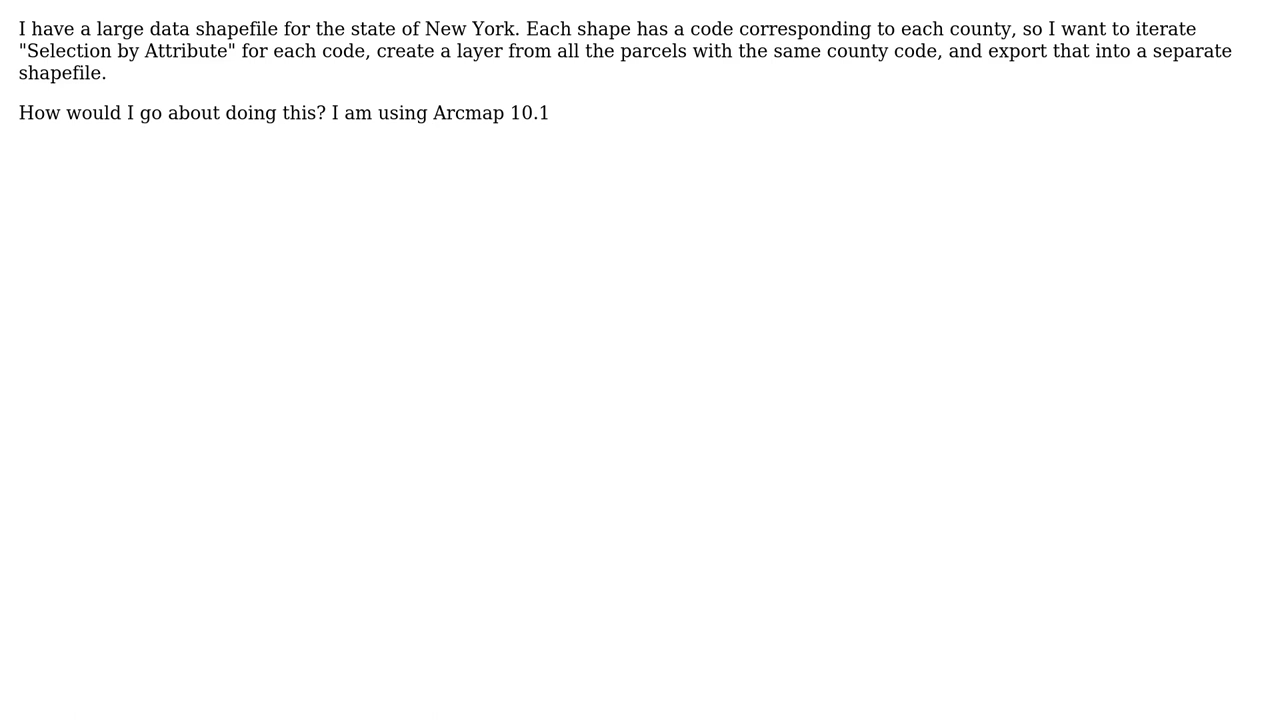 I have a large data shapefile for the state of New York. Each shape has a code corresponding to each county, so I want to iterate
"Selection by Attribute" for each code, create a layer from all the parcels with the same county code, and export that into a separate
shapefile.
How would I go about doing this? I am using Arcmap 10.1